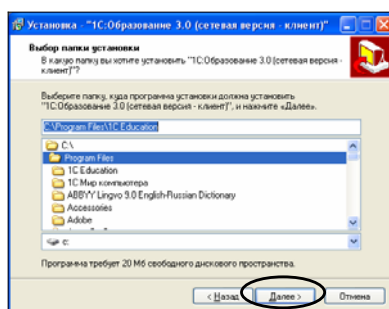 Установка - "1С:Образование 3.0 (сетевая версия - клиент)"
Выбор папки установки
В какую папку вы хотите установить "1С:Образование 3.0 (сетевая версия -
клиент)"?
Выберите папку, куда программа установки должна установить
"1С:Образование 3.0 (сетевая версия - клиент)", и нажмите «Далее».
C:\Program Files\1C Education
C:\
Program Files
1C Education
1С Мир компьютера
ABBYY Lingvo 9.0 English-Russian Dictionary
Accessories
Adobe
c:
Программа требует 20 Мб свободного дискового пространства.
< Назад
Далее >
Отмена